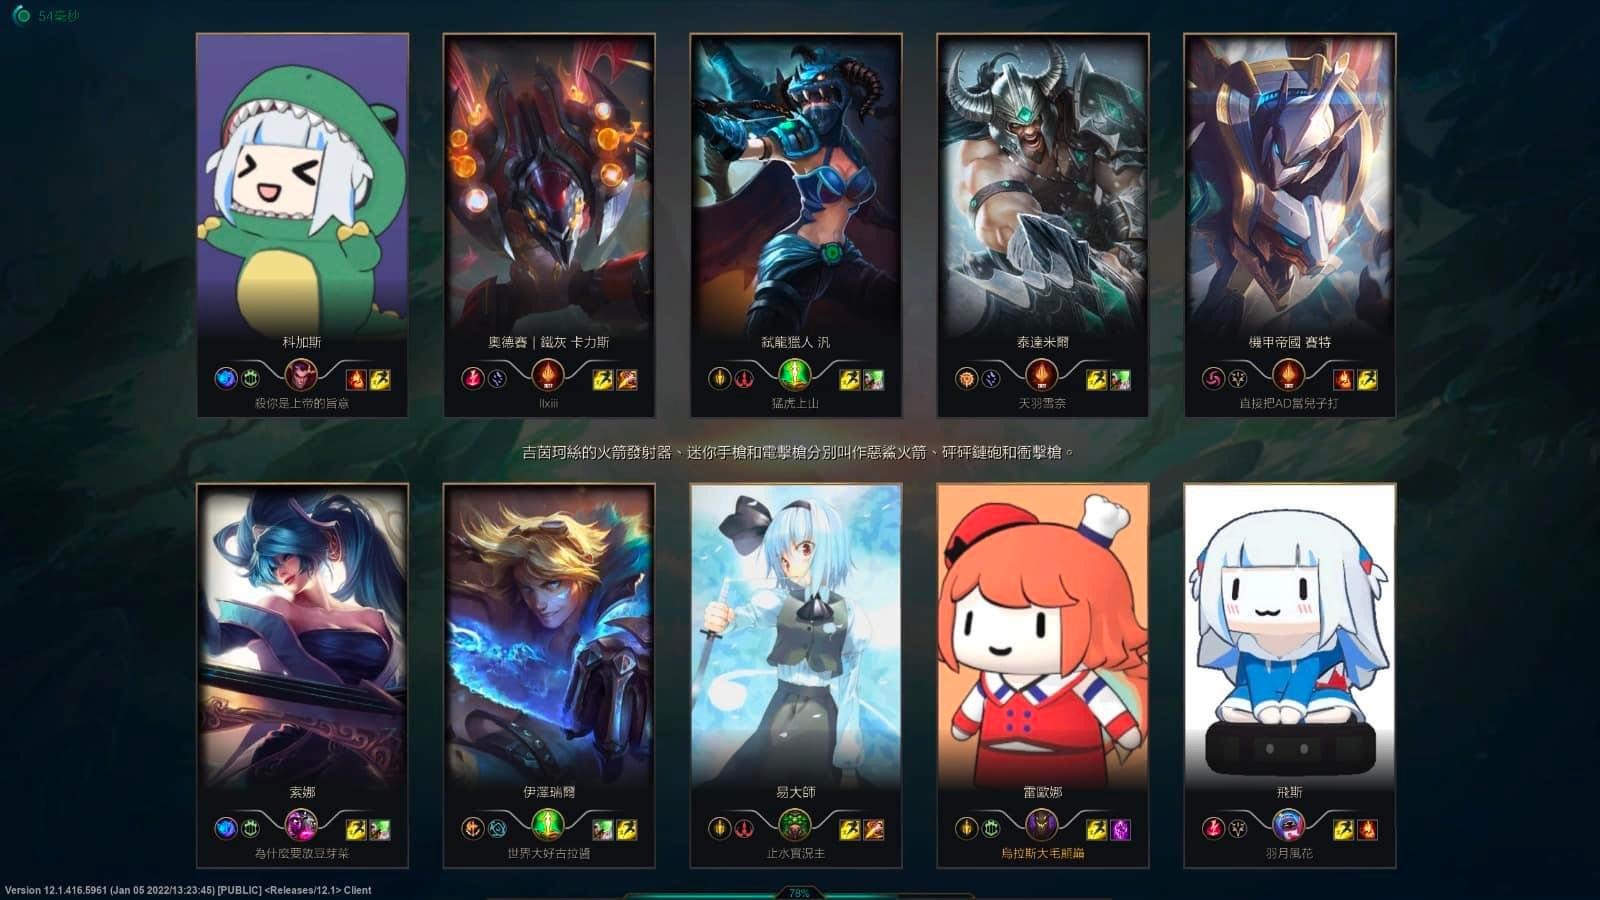 54毫秒
科加斯
殺你是上帝的旨意
奧德賽 | 鐵灰 卡力斯
llxiii
弒龍獵人 汎
猛虎上山
泰達米爾
天羽雪奈
機甲帝國 賽特
直接把AD當兒子打
吉茵珂絲的火箭發射器、迷你手槍和電擊槍分別叫作惡鯊火箭、砰砰鏈砲和衝擊槍。
索娜
為什麼要放豆芽菜
伊澤瑞爾
世界大好古拉醬
易大師
止水實況主
雷歐娜
烏拉斯大毛顏巔
飛斯
羽月風花
Version 12.1.416.5961 (Jan 05 2022/13:23:45) [PUBLIC] <Releases/12.1> Client
78%